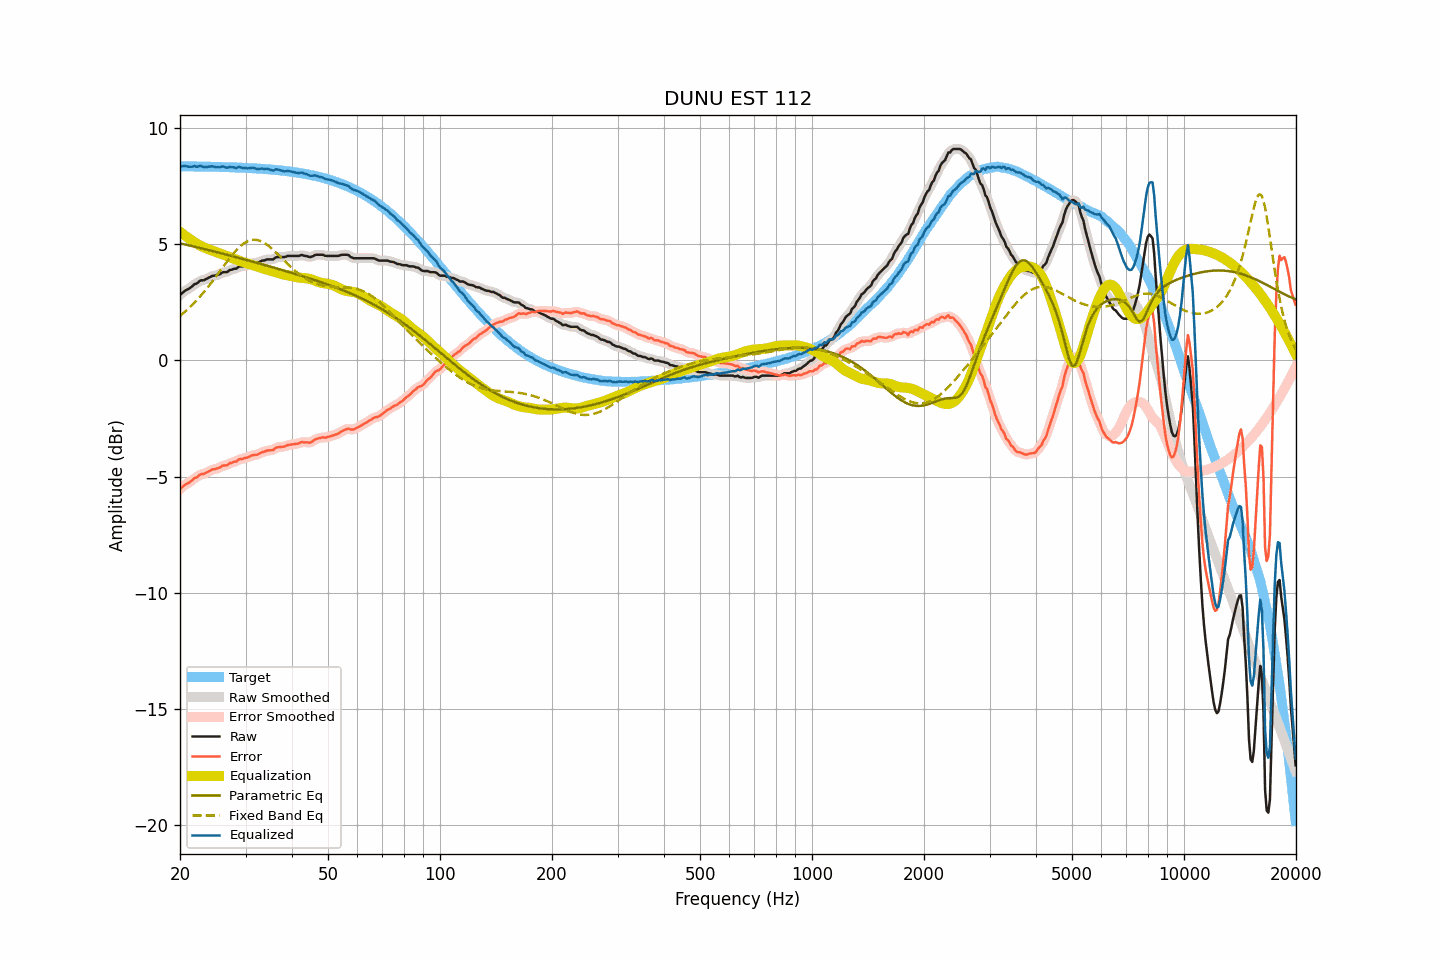 DUNU EST 112
Amplitude (dBr)
10
5
0
−5
−10
−15
−20
Target
Raw Smoothed
Error Smoothed
Raw
Error
Equalization
Parametric Eq
Fixed Band Eq
Equalized
20 50 100 200 500 1000 2000 5000 10000 20000
Frequency (Hz)